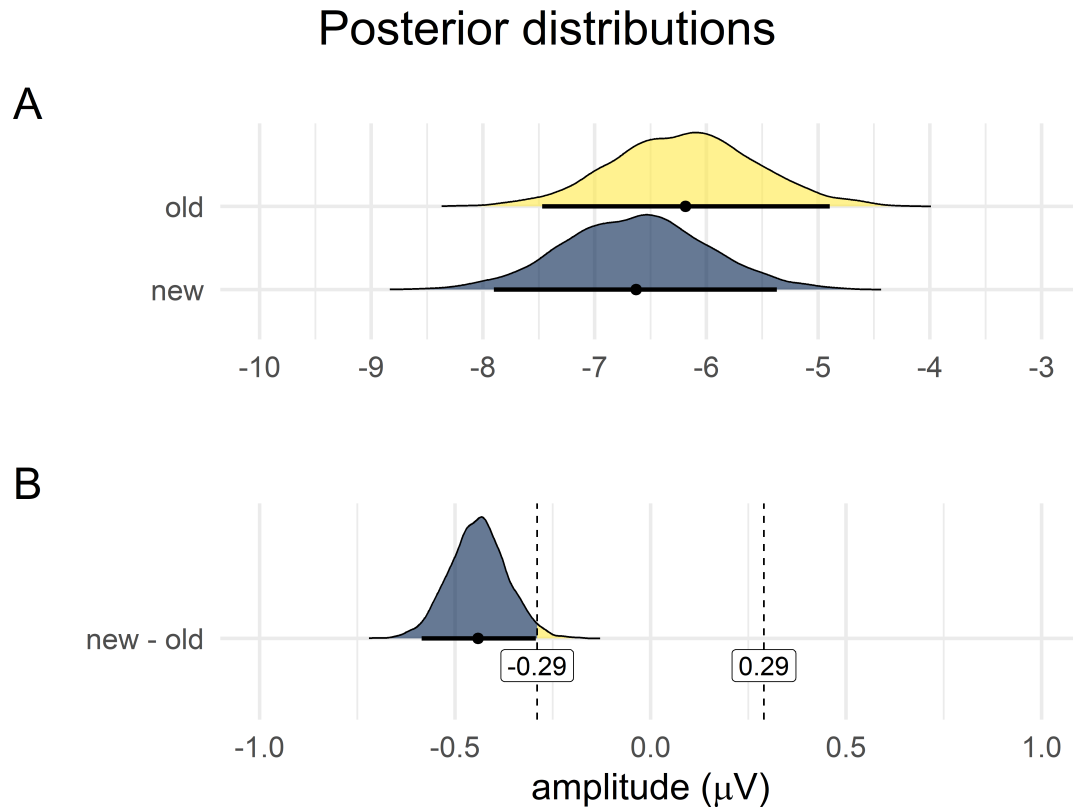 Posterior distributions
A
old
new
-10 -9 -8 -7 -6 -5 -4 -3
B
new - old
-0.29 0.29
-1.0 -0.5 0.0 0.5 1.0
amplitude (μV)